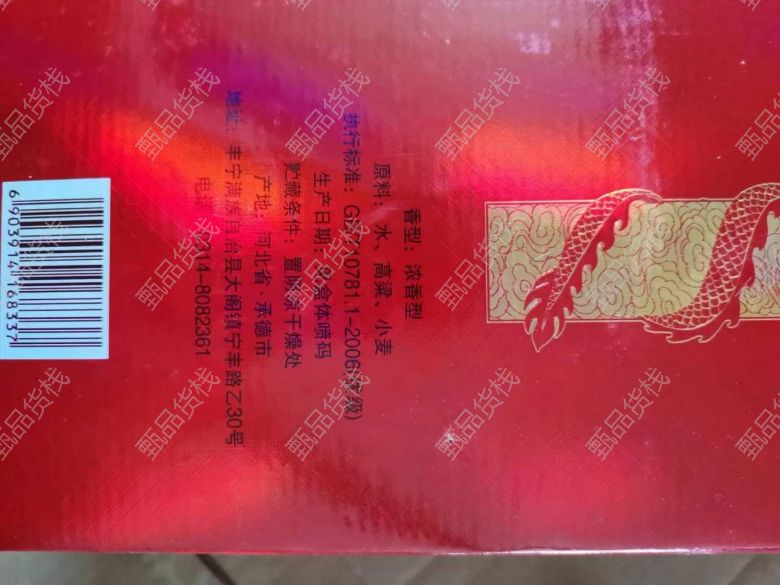 香型：浓香型
原料：水、高粱、小麦
执行标准：GB/T10781.1-2006(优级)
生产日期：见盒体喷码
贮藏条件：置阴凉干燥处
产地：河北省·承德市
地址：丰宁满族自治县大阁镇宁丰路乙30号
电话：0314-8082361
6903914168337
甄品货栈